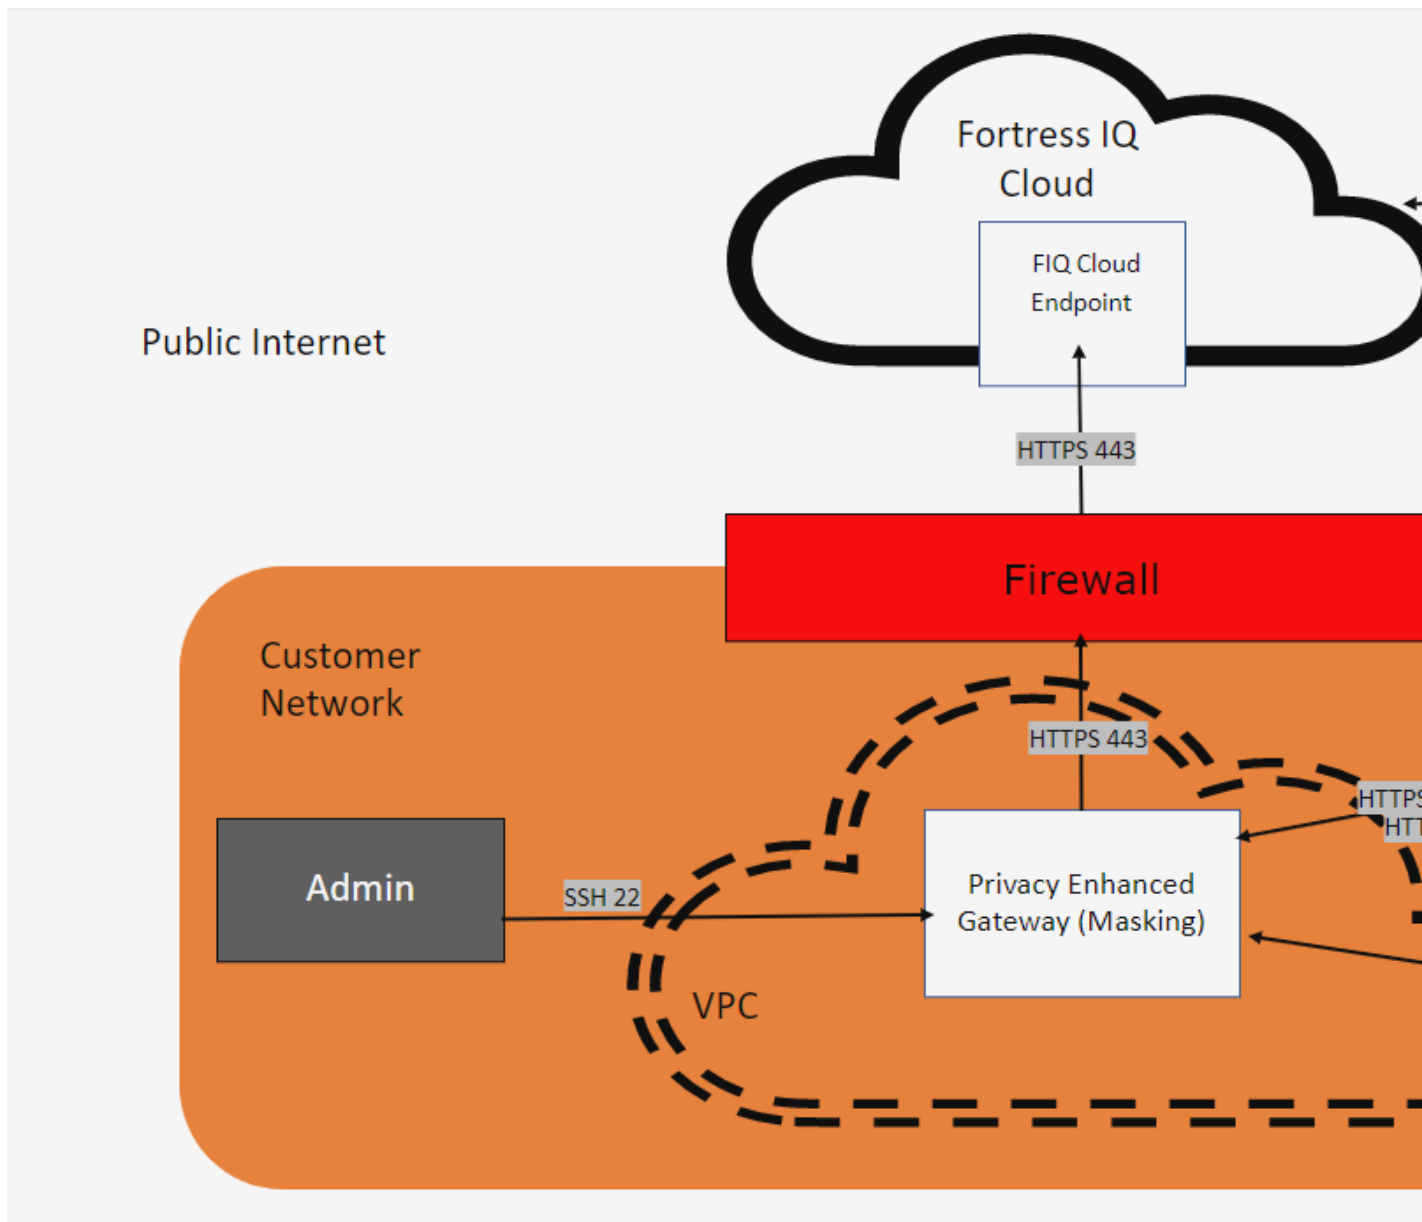 Fortress IQ
Cloud
FIQ Cloud
Endpoint
Public Internet
HTTPS 443
Firewall
Customer
Network
HTTPS 443
HTTPS
Admin
SSH 22
Privacy Enhanced
Gateway (Masking)
VPC